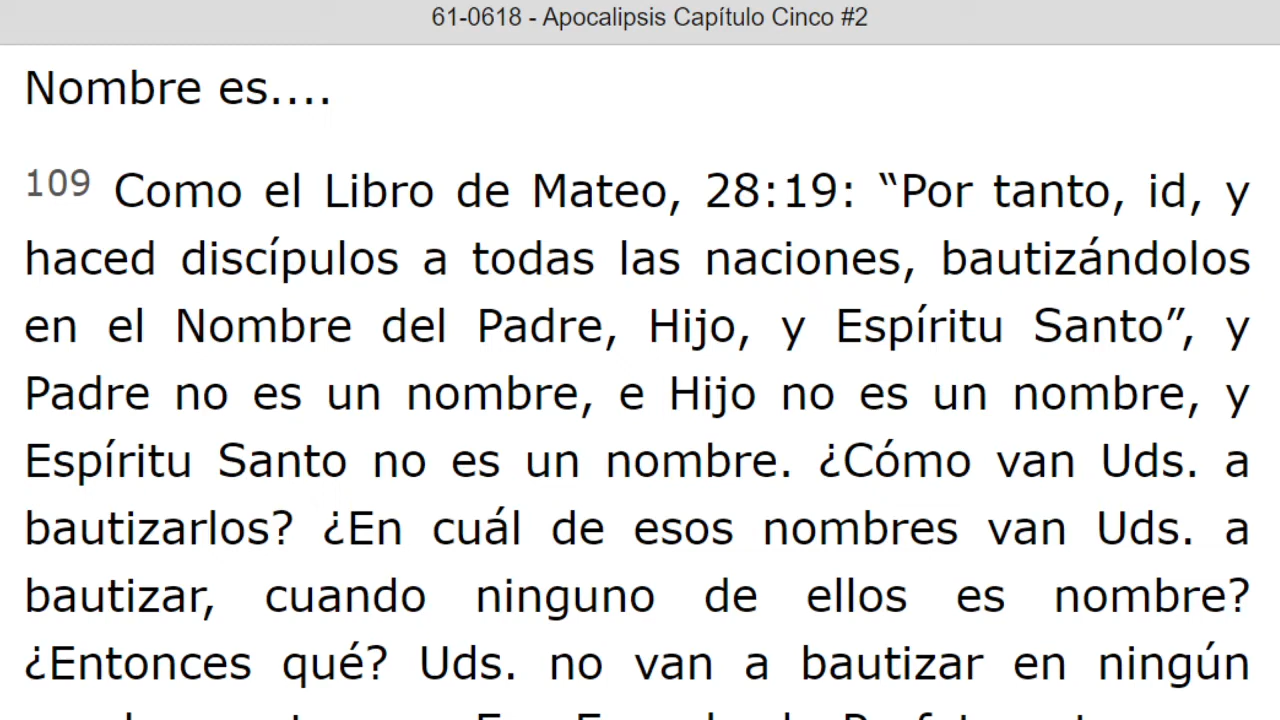 61-0618 - Apocalipsis Capítulo Cinco #2
Nombre es....
109 Como el Libro de Mateo, 28:19: “Por tanto, id, y
haced discípulos a todas las naciones, bautizándolos
en el Nombre del Padre, Hijo, y Espíritu Santo”, y
Padre no es un nombre, e Hijo no es un nombre, y
Espíritu Santo no es un nombre. ¿Cómo van Uds. a
bautizarlos? ¿En cuál de esos nombres van Uds. a
bautizar, cuando ninguno de ellos es nombre?
¿Entonces qué? Uds. no van a bautizar en ningún